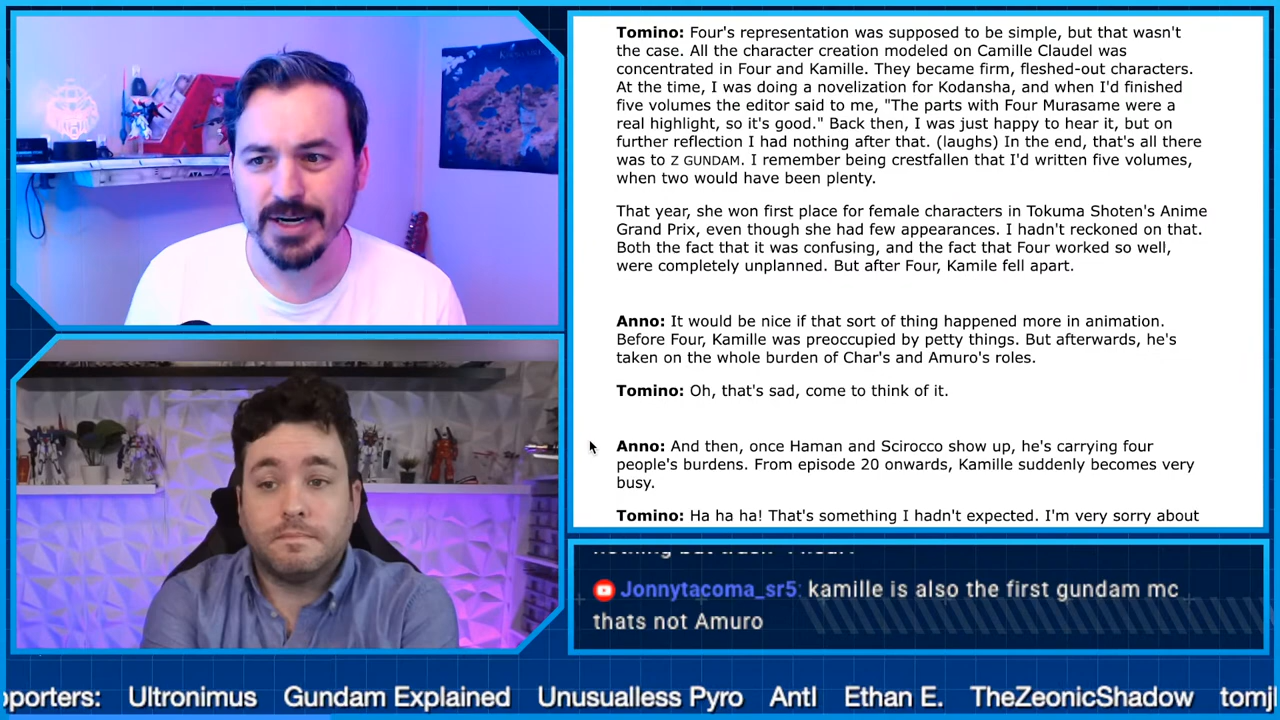 Tomino: Four's representation was supposed to be simple, but that wasn't
the case. All the character creation modeled on Camille Claudel was
concentrated in Four and Kamille. They became firm, fleshed-out characters.
At the time, I was doing a novelization for Kodansha, and when I'd finished
five volumes the editor said to me, "The parts with Four Murasame were a
real highlight, so it's good." Back then, I was just happy to hear it, but on
further reflection I had nothing after that. (laughs) In the end, that's all there
was to Z GUNDAM. I remember being crestfallen that I'd written five volumes,
when two would have been plenty.
That year, she won first place for female characters in Tokuma Shoten's Anime
Grand Prix, even though she had few appearances. I hadn't reckoned on that.
Both the fact that it was confusing, and the fact that Four worked so well,
were completely unplanned. But after Four, Kamile fell apart.
Anno: It would be nice if that sort of thing happened more in animation.
Before Four, Kamille was preoccupied by petty things. But afterwards, he's
taken on the whole burden of Char's and Amuro's roles.
Tomino: Oh, that's sad, come to think of it.
Anno: And then, once Haman and Scirocco show up, he's carrying four
people's burdens. From episode 20 onwards, Kamille suddenly becomes very
busy.
Tomino: Ha ha ha! That's something I hadn't expected. I'm very sorry about
Jonnytacoma_sr5: kamille is also the first gundam mc
thats not Amuro
pporters: Ultronimus Gundam Explained Unusualless Pyro Antl Ethan E. TheZeonicShadow tomjl